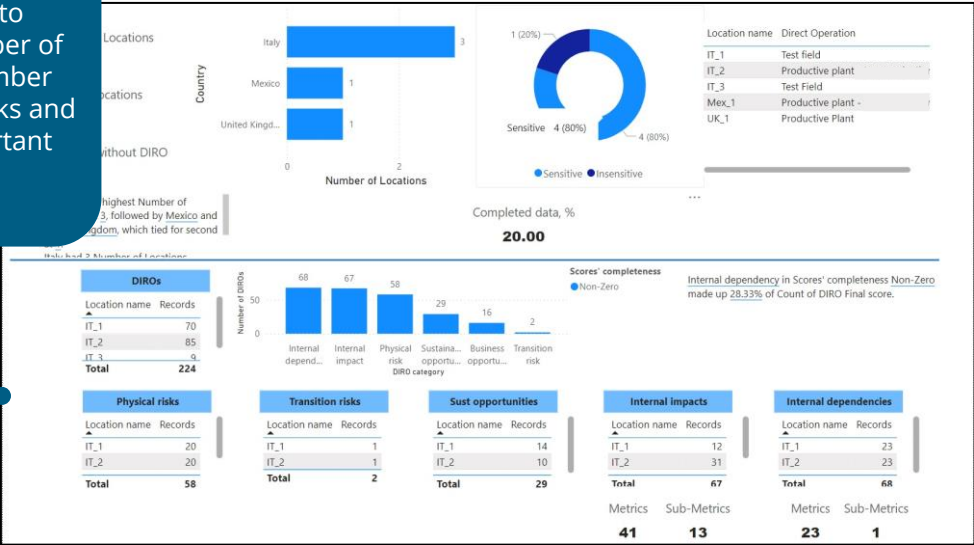 to
er of
mber
ks and
rtant
Locations
ocations
ithout DIRO
highest Number of
3, followed by Mexico and
gdom, which tied for second
Italy had 3 Number of Locations
Country
Italy
3
Mexico
1
United Kingd...
1
0
2
Number of Locations
1 (20%)
Sensitive 4 (80%)
4 (80%)
Sensitive Insensitive
Location name Direct Operation
IT_1 Test field
IT_2 Productive plant
IT_3 Test Field
Mex_1 Productive plant -
UK_1 Productive Plant
...
Completed data, %
20.00
DIROs
Location name Records
IT_1 70
IT_2 85
IT_3 9
Total 224
Number of DIROs
50
0
68
67
58
29
16
2
Internal depend...
Internal impact
Physical risk
Sustaina... opportu...
Business opportu...
Transition risk
DIRO category
Scores' completeness
Non-Zero
Internal dependency in Scores' completeness Non-Zero
made up 28.33% of Count of DIRO Final score.
Physical risks
Location name Records
IT_1 20
IT_2 20
Total 58
Transition risks
Location name Records
IT_1 1
IT_2 1
Total 2
Sust opportunities
Location name Records
IT_1 14
IT_2 10
Total 29
Internal impacts
Location name Records
IT_1 12
IT_2 31
Total 67
Metrics Sub-Metrics
41 13
Internal dependencies
Location name Records
IT_1 23
IT_2 23
Total 68
Metrics Sub-Metrics
23 1